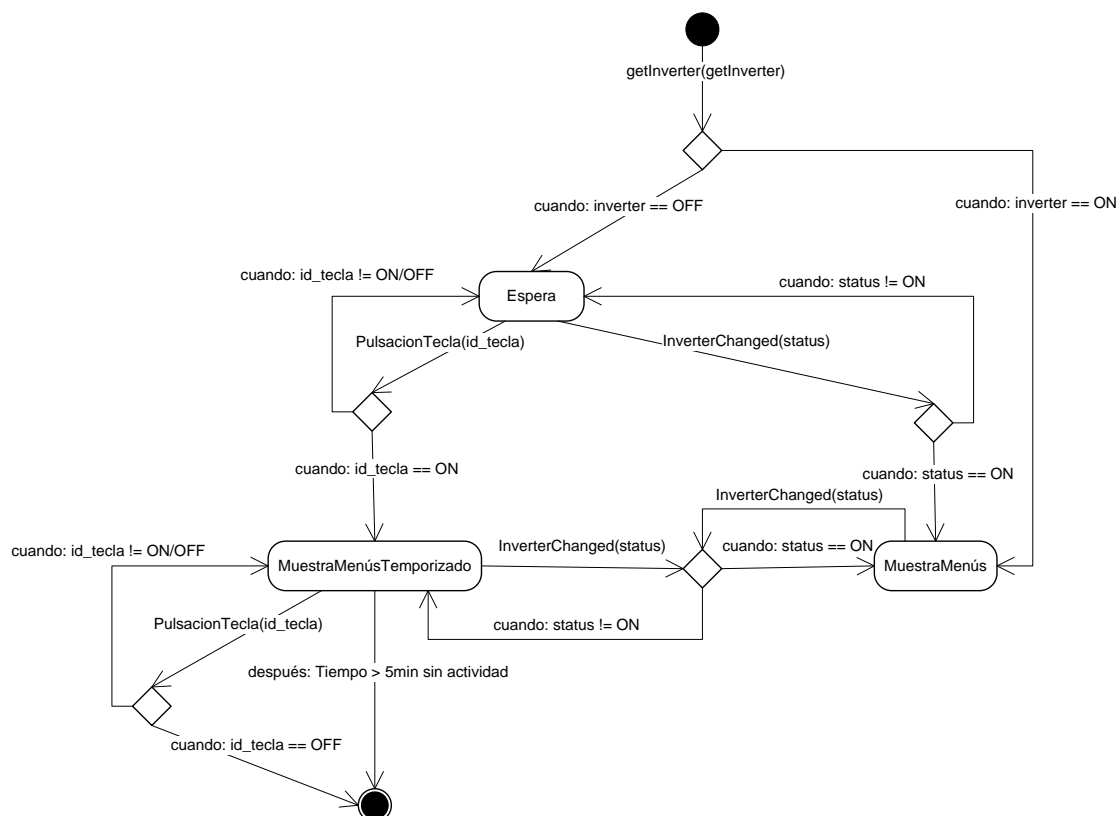 getInverter(getInverter)
cuando: inverter == OFF
cuando: inverter == ON
cuando: id_tecla != ON/OFF
cuando: status != ON
Espera
PulsacionTecla(id_tecla)
InverterChanged(status)
cuando: id_tecla == ON
cuando: status == ON
InverterChanged(status)
cuando: id_tecla != ON/OFF
InverterChanged(status)
cuando: status == ON
MuestraMenúsTemporizado
MuestraMenús
PulsacionTecla(id_tecla)
cuando: status != ON
después: Tiempo > 5min sin actividad
cuando: id_tecla == OFF